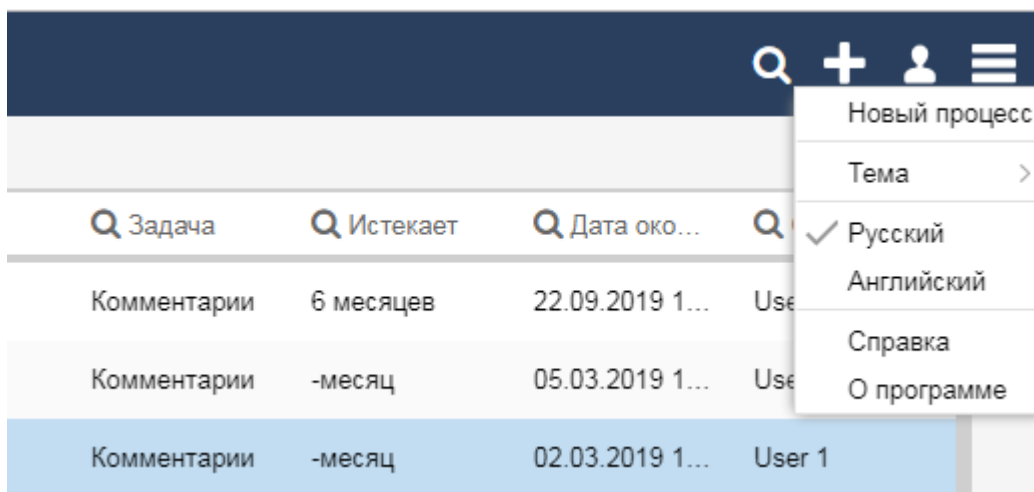 Новый процесс
Тема
Задача Истекает Дата око...
Русский
Английский
Комментарии 6 месяцев 22.09.2019 1...
Справка
Комментарии -месяц 05.03.2019 1...
О программе
Комментарии -месяц 02.03.2019 1... User 1